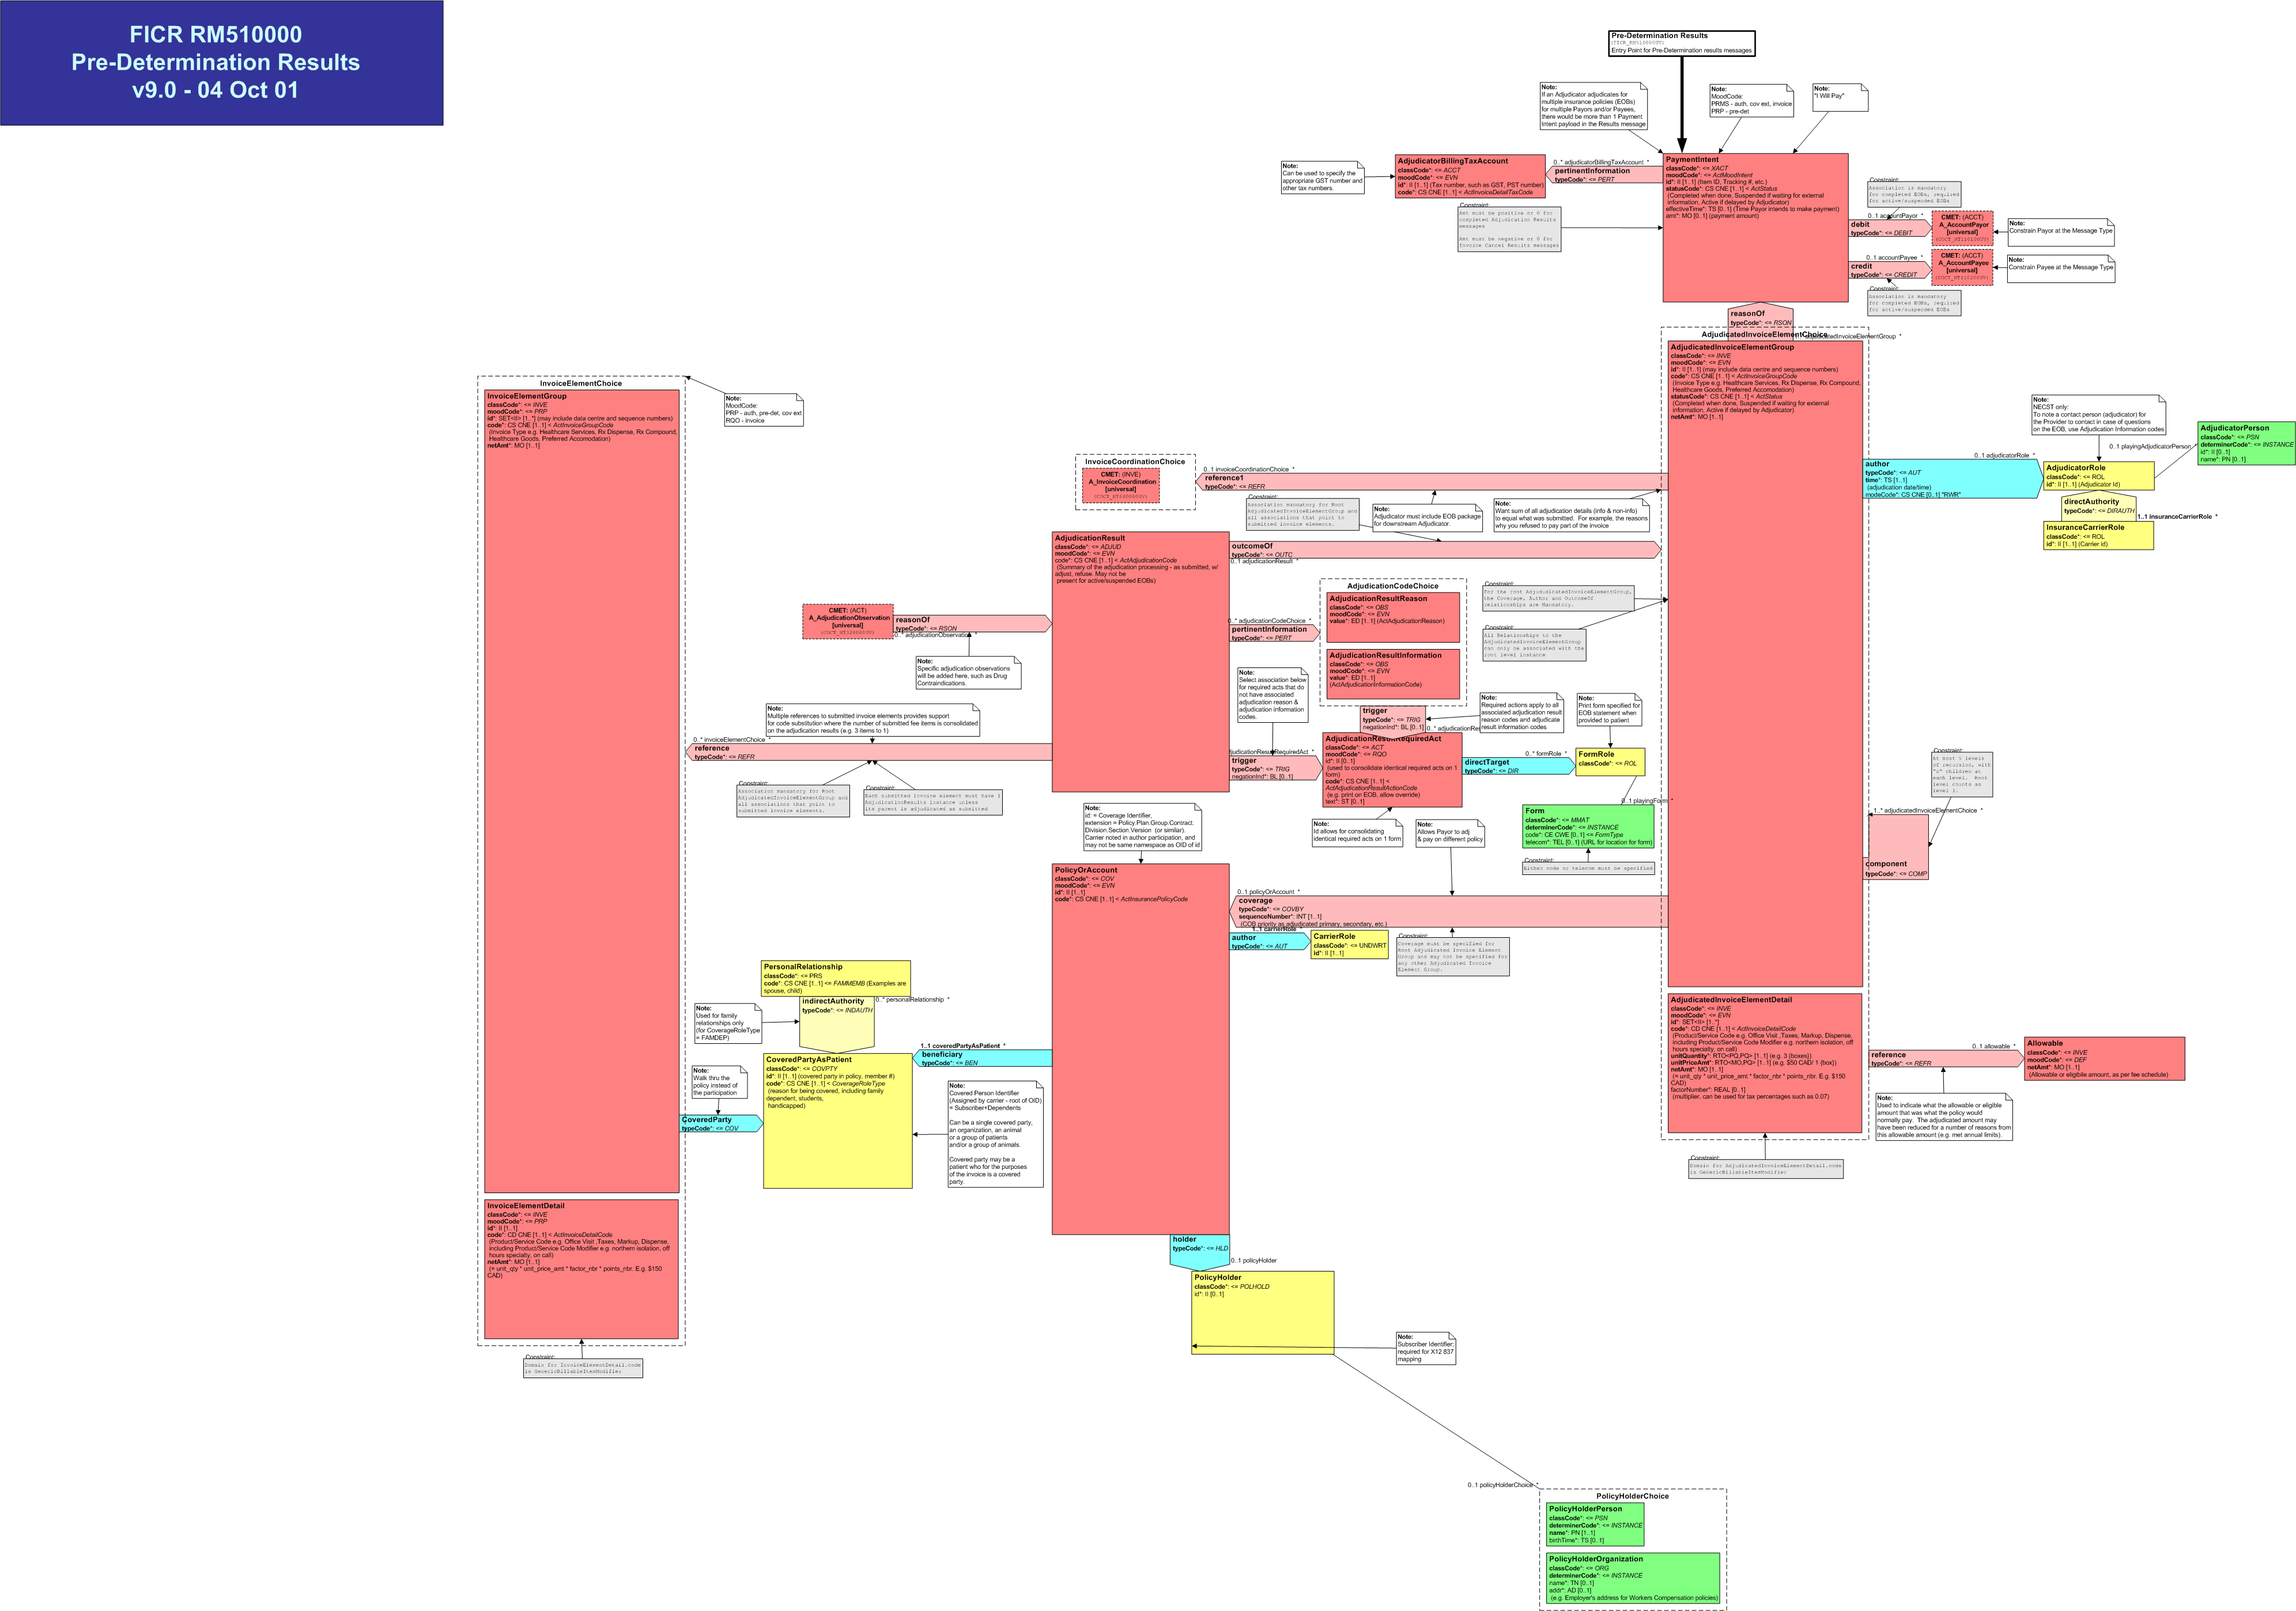 FICR RM510000
Pre-Determination Results
v9.0 - 04 Oct 01
Pre-Determination Results
(FICR_RM510000UV)
Entry Point for Pre-Determination results messages
Note:
If an Adjudicator adjudicates for
multiple insurance policies (EOBs)
for multiple Payors and/or Payees,
there would be more than 1 Payment
Intent payload in the Results message
Note:
MoodCode:
PRMS - auth, cov ext, invoice
PRP - pre-det.
Note:
"I Will Pay"
Note:
Can be used to specify the
appropriate GST number and
other tax numbers.
AdjudicatorBillingTaxAccount
classCode*: <= ACCT
moodCode*: <= EVN
id*: II [1..1] (Tax number, such as GST, PST number)
code*: CS CNE [1..1] < ActInvoiceDetailTaxCode
0..* adjudicatorBillingTaxAccount *
pertinentInformation
typeCode*: <= PERT
PaymentIntent
classCode*: <= XACT
moodCode*: <= ActMoodIntent
id*: II [1..1] (Item ID, Tracking #, etc.)
statusCode*: CS CNE [1..1] < ActStatus
(Completed when done, Suspended if waiting for external
information, Active if delayed by Adjudicator)
effectiveTime*: TS [0..1] (Time Payor intends to make payment)
amt*: MO [0..1] (payment amount)
Constraint:
Amt must be positive or 0 for
completed Adjudication Results
messages
Amt must be negative or 0 for
Invoice Cancel Results messages
Constraint:
Association is mandatory
for completed EOBs, required
for active/suspended EOBs
0..1 accountPayor *
debit
typeCode*: <= DEBIT
CMET: (ACCT)
A_AccountPayor
[universal]
(COCT_MT110100UV)
Note:
Constrain Payor at the Message Type
0..1 accountPayee *
credit
typeCode*: <= CREDIT
CMET: (ACCT)
A_AccountPayee
[universal]
(COCT_MT110200UV)
Note:
Constrain Payee at the Message Type
Constraint:
Association is mandatory
for completed EOBs, required
for active/suspended EOBs
reasonOf
typeCode*: <= RSON
AdjudicatedInvoiceElementChoice
adjudicatedInvoiceElementGroup *
AdjudicatedInvoiceElementGroup
classCode*: <= INVE
moodCode*: <= EVN
id*: II [1..1] (may include data centre and sequence numbers)
code*: CS CNE [1..1] < ActInvoiceGroupCode
(Invoice Type e.g. Healthcare Services, Rx Dispense, Rx Compound,
Healthcare Goods, Preferred Accomodation)
statusCode*: CS CNE [1..1] < ActStatus
(Completed when done, Suspended if waiting for external
information, Active if delayed by Adjudicator)
netAmt*: MO [1..1]
InvoiceElementChoice
InvoiceElementGroup
classCode*: <= INVE
moodCode*: <= PRP
id*: SET<II> [1..*] (may include data centre and sequence numbers)
code*: CS CNE [1..1] < ActInvoiceGroupCode
(Invoice Type e.g. Healthcare Services, Rx Dispense, Rx Compound,
Healthcare Goods, Preferred Accomodation)
netAmt*: MO [1..1]
Note:
MoodCode:
PRP - auth, pre-det, cov ext
RQO - invoice
Note:
NECST only:
To note a contact person (adjudicator) for
the Provider to contact in case of questions
on the EOB, use Adjudication Information codes
0..1 playingAdjudicatorPerson *
AdjudicatorPerson
classCode*: <= PSN
determinerCode*: <= INSTANCE
id*: II [0..1]
name*: PN [0..1]
0..1 adjudicatorRole *
author
typeCode*: <= AUT
time*: TS [1..1]
(adjudication date/time)
modeCode*: CS CNE [0..1] "RWR"
AdjudicatorRole
classCode*: <= ROL
id*: II [1..1] (Adjudicator Id)
directAuthority
typeCode*: <= DIRAUTH
1..1 insuranceCarrierRole *
InsuranceCarrierRole
classCode*: <= ROL
id*: II [1..1] (Carrier id)
InvoiceCoordinationChoice
CMET: (INVE)
A_InvoiceCoordination
[universal]
(COCT_MT680000UV)
0..1 invoiceCoordinationChoice *
reference1
typeCode*: <= REFR
Constraint:
Association mandatory for Root
AdjudicatedInvoiceElementGroup and
all associations that point to
submitted invoice elements.
Note:
Adjudicator must include EOB package
for downstream Adjudicator.
Note:
Want sum of all adjudication details (info & non-info)
to equal what was submitted. For example, the reasons
why you refused to pay part of the invoice
AdjudicationResult
classCode*: <= ADJUD
moodCode*: <= EVN
code*: CS CNE [1..1] < ActAdjudicationCode
(Summary of the adjudication processing - as submitted, w/
adjust, refuse. May not be
present for active/suspended EOBs)
outcomeOf
typeCode*: <= OUTC
0..1 adjudicationResult *
CMET: (ACT)
A_AdjudicationObservation
[universal]
reasonOf
typeCode*: <= RSON
0..* adjudicationObservation *
Note:
Specific adjudication observations
will be added here, such as Drug
Contraindications.
0..* adjudicationCodeChoice *
pertinentInformation
typeCode*: <= PERT
AdjudicationCodeChoice
AdjudicationResultReason
classCode*: <= OBS
moodCode*: <= EVN
value*: ED [1..1] (ActAdjudicationReason)
AdjudicationResultInformation
classCode*: <= OBS
moodCode*: <= EVN
value*: ED [1..1]
(ActAdjudicationInformationCode)
Constraint:
For the root AdjudicatedInvoiceElementGroup,
the Coverage, Author and OutcomeOf
relationships are Mandatory.
Constraint:
All Relationships to the
AdjudicatedInvoiceElementGroup
can only be associated with the
root level instance
Note:
Select association below
for required acts that do
not have associated
adjudication reason &
adjudication information
codes.
Note:
Required actions apply to all
associated adjudication result
reason codes and adjudicate
result information codes
Note:
Print form specified for
EOB statement when
provided to patient
Note:
Multiple references to submitted invoice elements provides support
for code substitution where the number of submitted fee items is consolidated
on the adjudication results (e.g. 3 items to 1)
0..* invoiceElementChoice *
reference
typeCode*: <= REFR
Constraint:
Association mandatory for Root
AdjudicatedInvoiceElementGroup and
all associations that point to
submitted invoice elements.
Constraint:
Each submitted invoice element must have 1
AdjudicationResults instance unless
its parent is adjudicated as submitted
trigger
typeCode*: <= TRIG
negationInd*: BL [0..1]
0..* adjudicationRes
judicationResultRequiredAct *
trigger
typeCode*: <= TRIG
negationInd*: BL [0..1]
AdjudicationResultRequiredAct
classCode*: <= ACT
moodCode*: <= RQO
id*: II [0..1]
(used to consolidate identical required acts on 1
form)
code*: CS CNE [1..1] <
ActAdjudicationResultActionCode
(e.g. print on EOB, allow override)
text*: ST [0..1]
0..* formRole *
directTarget
typeCode*: <= DIR
FormRole
classCode*: <= ROL
0..1 playingForm *
Form
classCode*: <= MMAT
determinerCode*: <= INSTANCE
code*: CE CWE [0..1] <= FormType
telecom*: TEL [0..1] (URL for location for form)
Constraint:
Either code or telecom must be specified
Constraint:
At most 5 levels
of recursion, with
"n" children at
each level. Root
level counts as
level 1.
1..* adjudicatedInvoiceElementChoice *
component
typeCode*: <= COMP
Note:
id: = Coverage Identifier,
extension = Policy.Plan.Group.Contract.
Division.Section.Version (or similar).
Carrier noted in author participation, and
may not be same namespace as OID of id
Note:
Id allows for consolidating
identical required acts on 1 form
Note:
Allows Payor to adj
& pay on different policy
PolicyOrAccount
classCode*: <= COV
moodCode*: <= EVN
id*: II [1..1]
code*: CS CNE [1..1] < ActInsurancePolicyCode
0..1 policyOrAccount *
coverage
typeCode*: <= COVBY
sequenceNumber*: INT [1..1]
(COB priority as adjudicated primary, secondary, etc.)
1..1 carrierRole *
author
typeCode*: <= AUT
CarrierRole
classCode*: <= UNDWRT
id*: II [1..1]
Constraint:
Coverage must be specified for
Root Adjudicated Invoice Element
Group and may not be specified for
any other Adjudicated Invoice
Element Group.
PersonalRelationship
classCode*: <= PRS
code*: CS CNE [1..1] <= FAMMEMB (Examples are
spouse, child)
indirectAuthority
typeCode*: <= INDAUTH
0..* personalRelationship *
Note:
Used for family
relationships only
(for CoverageRoleType
= FAMDEP)
Note:
Walk thru the
policy instead of
the participation
CoveredParty
typeCode*: <= COV
CoveredPartyAsPatient
classCode*: <= COVPTY
id*: II [1..1] (covered party in policy, member #)
code*: CS CNE [1..1] < CoverageRoleType
(reason for being covered, including family
dependent, students,
handicapped)
1..1 coveredPartyAsPatient *
beneficiary
typeCode*: <= BEN
Note:
Covered Person Identifier
(Assigned by carrier - root of OID)
= Subscriber+Dependents
Can be a single covered party,
an organization, an animal
or a group of patients
and/or a group of animals.
Covered party may be a
patient who for the purposes
of the invoice is a covered
party.
AdjudicatedInvoiceElementDetail
classCode*: <= INVE
moodCode*: <= EVN
id*: SET<II> [1..*]
code*: CD CNE [1..1] < ActInvoiceDetailCode
(Product/Service Code e.g. Office Visit ,Taxes, Markup, Dispense,
including Product/Service Code Modifier e.g. northern isolation, off
hours specialty, on call)
unitQuantity*: RTO<PQ,PQ> [1..1] (e.g. 3 {boxes})
unitPriceAmt*: RTO<MO,PQ> [1..1] (e.g. $50 CAD/ 1 {box})
netAmt*: MO [1..1]
(= unit_qty * unit_price_amt * factor_nbr * points_nbr. E.g. $150
CAD)
factorNumber*: REAL [0..1]
(multiplier, can be used for tax percentages such as 0.07)
0..1 allowable *
reference
typeCode*: <= REFR
Allowable
classCode*: <= INVE
moodCode*: <= DEF
netAmt*: MO [1..1]
(Allowable or eligibile amount, as per fee schedule)
Note:
Used to indicate what the allowable or eligible
amount that was what the policy would
normally pay. The adjudicated amount may
have been reduced for a number of reasons from
this allowable amount (e.g. met annual limits).
Constraint:
Domain for AdjudicatedInvoiceElementDetail.code
is GenericBillableItemModifier
InvoiceElementDetail
classCode*: <= INVE
moodCode*: <= PRP
id*: II [1..1]
code*: CD CNE [1..1] < ActInvoiceDetailCode
(Product/Service Code e.g. Office Visit ,Taxes, Markup, Dispense,
including Product/Service Code Modifier e.g. northern isolation, off
hours specialty, on call)
netAmt*: MO [1..1]
(= unit_qty * unit_price_amt * factor_nbr * points_nbr. E.g. $150
CAD)
Constraint:
Domain for InvoiceElementDetail.code
is GenericBillableItemModifier
holder
typeCode*: <= HLD
0..1 policyHolder
PolicyHolder
classCode*: <= POLHOLD
id*: II [0..1]
Note:
Subscriber Identifier;
required for X12 837
mapping
0..1 policyHolderChoice *
PolicyHolderChoice
PolicyHolderPerson
classCode*: <= PSN
determinerCode*: <= INSTANCE
name*: PN [1..1]
birthTime*: TS [0..1]
PolicyHolderOrganization
classCode*: <= ORG
determinerCode*: <= INSTANCE
name*: TN [0..1]
addr*: AD [0..1]
(e.g. Employer's address for Workers Compensation policies)